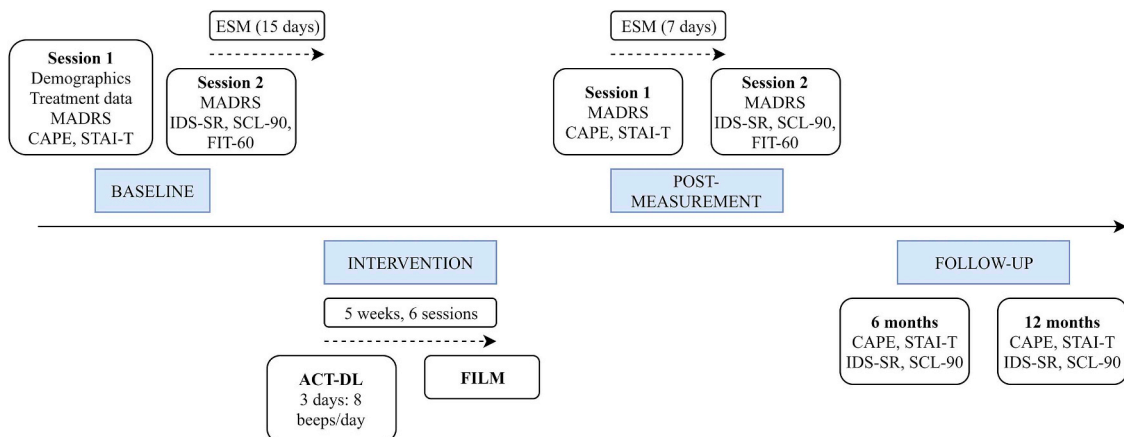 ESM (15 days)
Session 1
Demographics
Treatment data
MADRS
CAPE, STAI-T
Session 2
MADRS
IDS-SR, SCL-90,
FIT-60
BASELINE
ESM (7 days)
Session 1
MADRS
CAPE, STAI-T
Session 2
MADRS
IDS-SR, SCL-90,
FIT-60
POST-
MEASUREMENT
INTERVENTION
5 weeks, 6 sessions
ACT-DL
3 days: 8
beeps/day
FILM
FOLLOW-UP
6 months
CAPE, STAI-T
IDS-SR, SCL-90
12 months
CAPE, STAI-T
IDS-SR, SCL-90